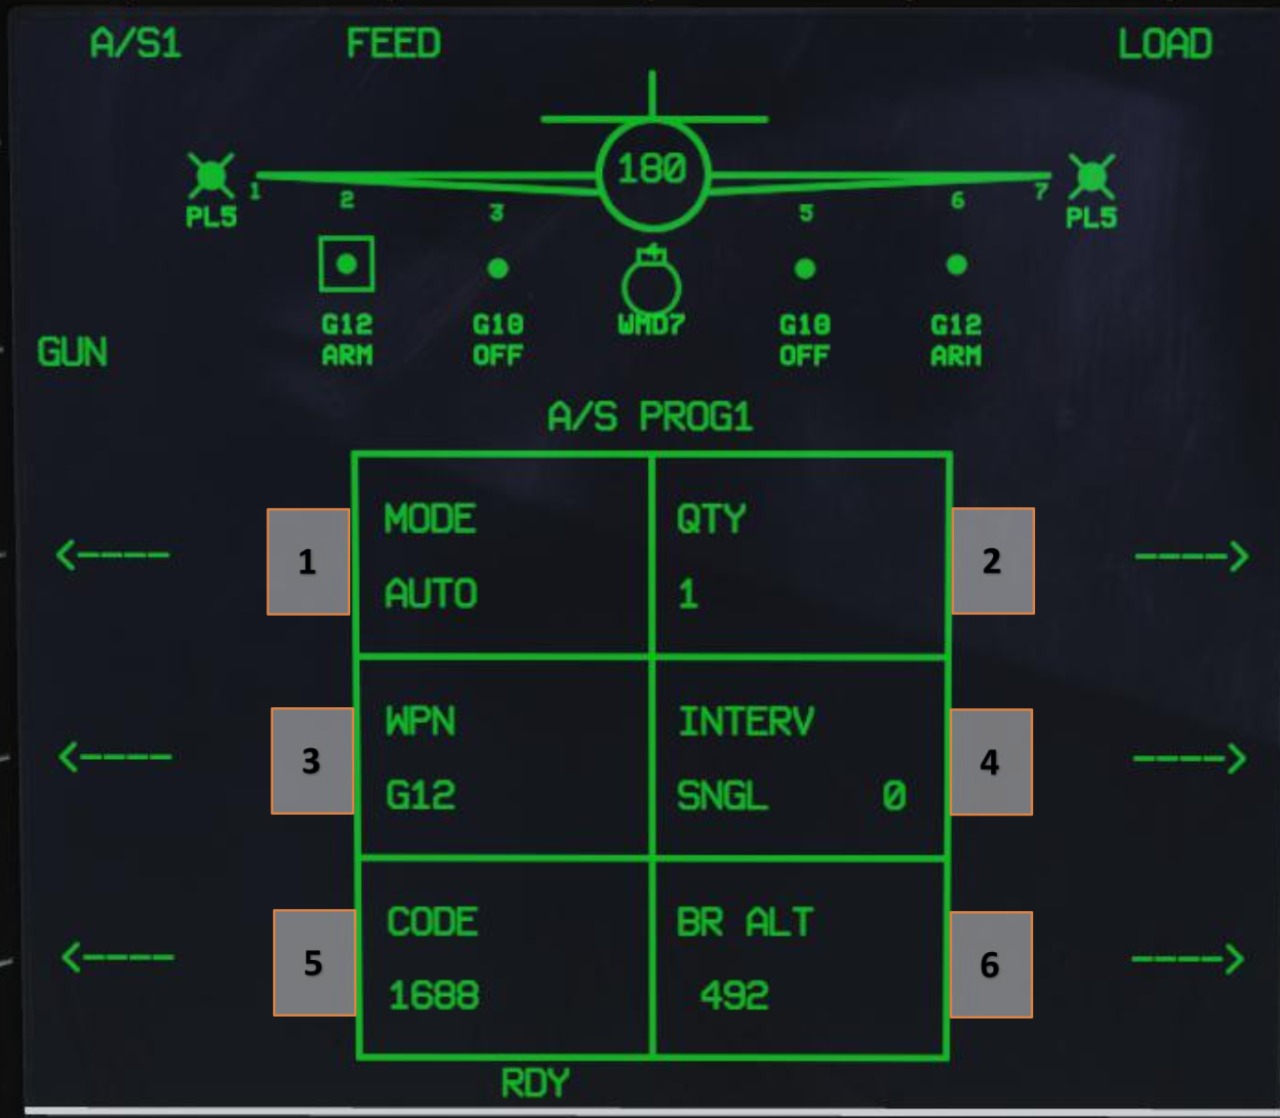 A/S1 FEED LOAD
180
1 2 3 4 5 6 7
PL5 PL5
G12 G10 WMD7 G10 G12
ARM OFF OFF ARM
GUN
A/S PROG1
MODE QTY
1 AUTO 1 2
WPN INTERV
3 G12 SNGL 0 4
CODE BR ALT
5 1688 492 6
RDY